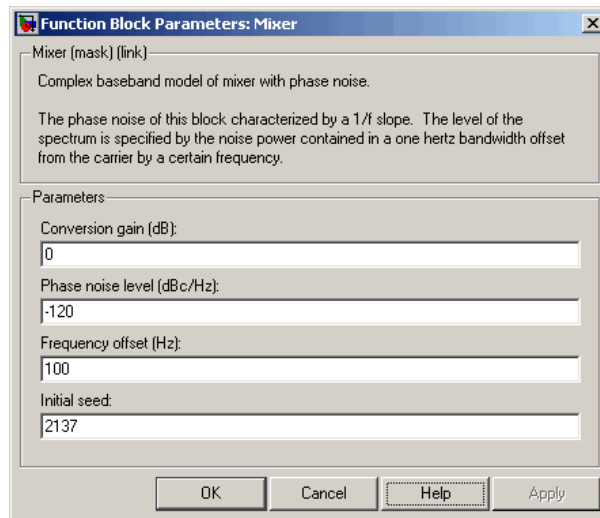 Function Block Parameters: Mixer
Mixer (mask) (link)
Complex baseband model of mixer with phase noise.
The phase noise of this block characterized by a 1/f slope.  The level of the
spectrum is specified by the noise power contained in a one hertz bandwidth offset
from the carrier by a certain frequency.
Parameters
Conversion gain (dB):
0
Phase noise level (dBc/Hz):
-120
Frequency offset (Hz):
100
Initial seed:
2137
OK Cancel Help Apply